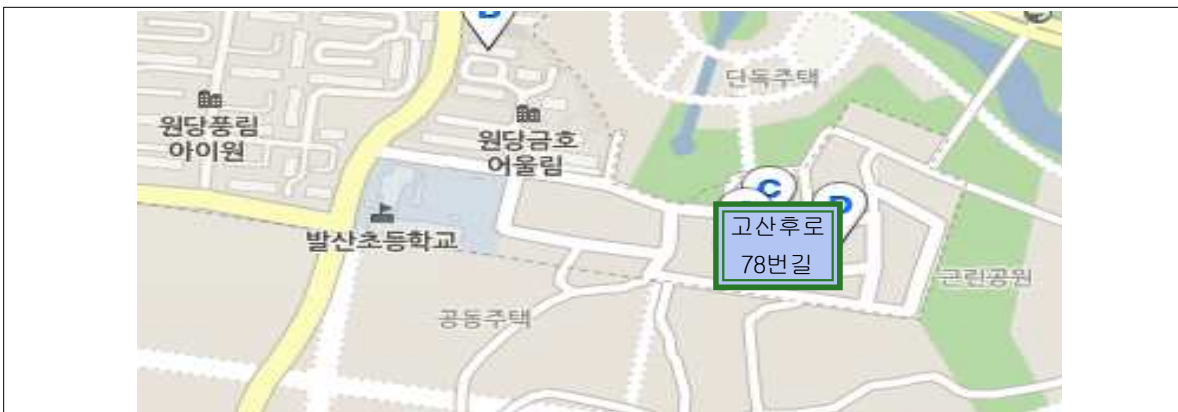 단독주택
원당풍림
아이원
원당금호
어울림
C
고산후로
78번길
발산초등학교
근린공원
공동주택